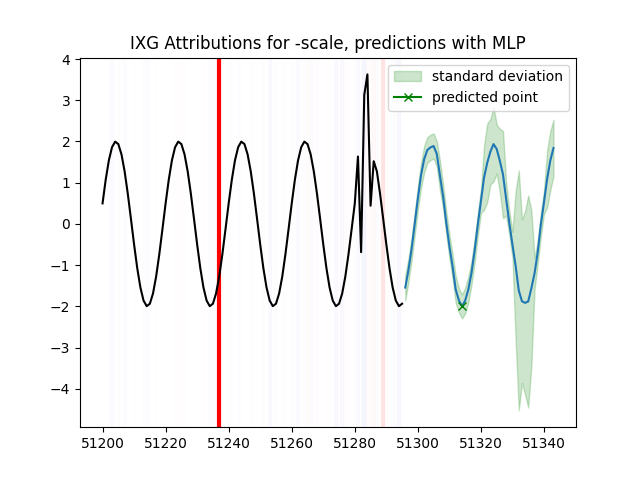 IXG Attributions for -scale, predictions with MLP
standard deviation
predicted point
4
3
2
1
0
−1
−2
−3
−4
51200 51220 51240 51260 51280 51300 51320 51340